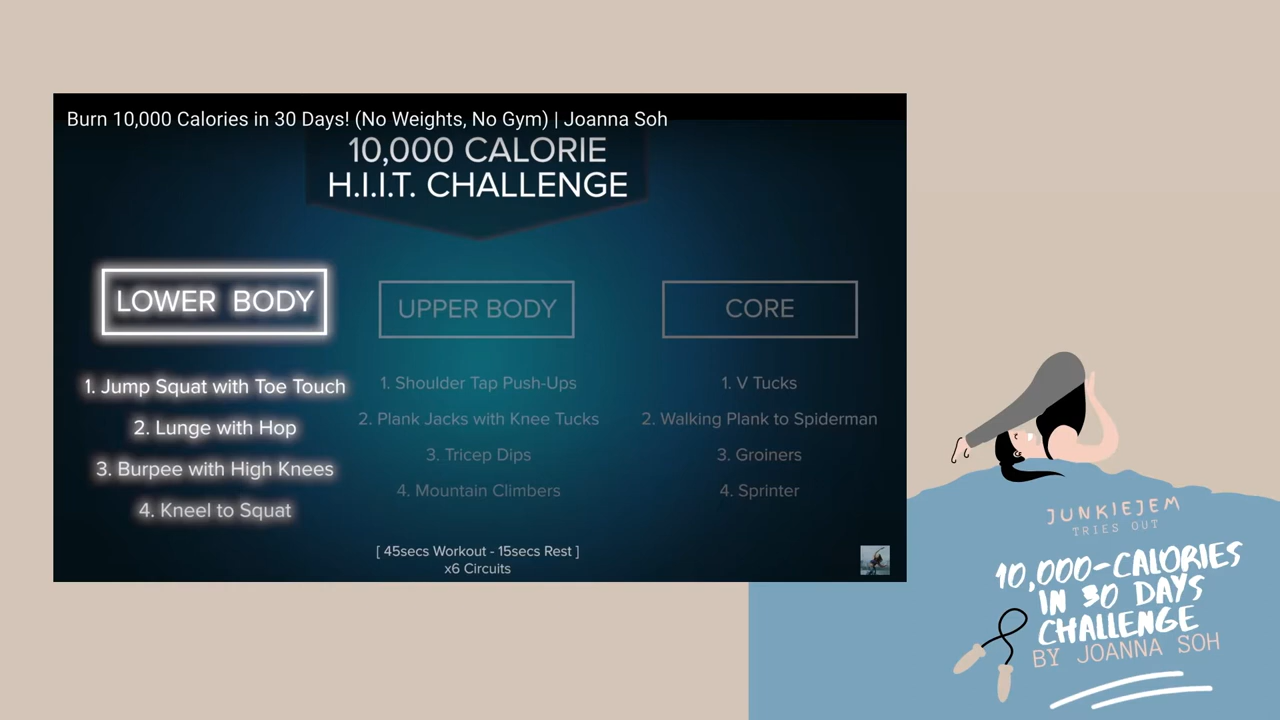 Burn 10,000 Calories in 30 Days! (No Weights, No Gym) | Joanna Soh
10,000 CALORIE
H.I.I.T. CHALLENGE
LOWER BODY
1. Jump Squat with Toe Touch
2. Lunge with Hop
3. Burpee with High Knees
4. Kneel to Squat
UPPER BODY
1. Shoulder Tap Push-Ups
2. Plank Jacks with Knee Tucks
3. Tricep Dips
4. Mountain Climbers
CORE
1. V Tucks
2. Walking Plank to Spiderman
3. Groiners
4. Sprinter
[ 45secs Workout - 15secs Rest ]
x6 Circuits
JUNKIEJEM
TRIES OUT
10,000-CALORIES
IN 30 DAYS
CHALLENGE
BY JOANNA SOH